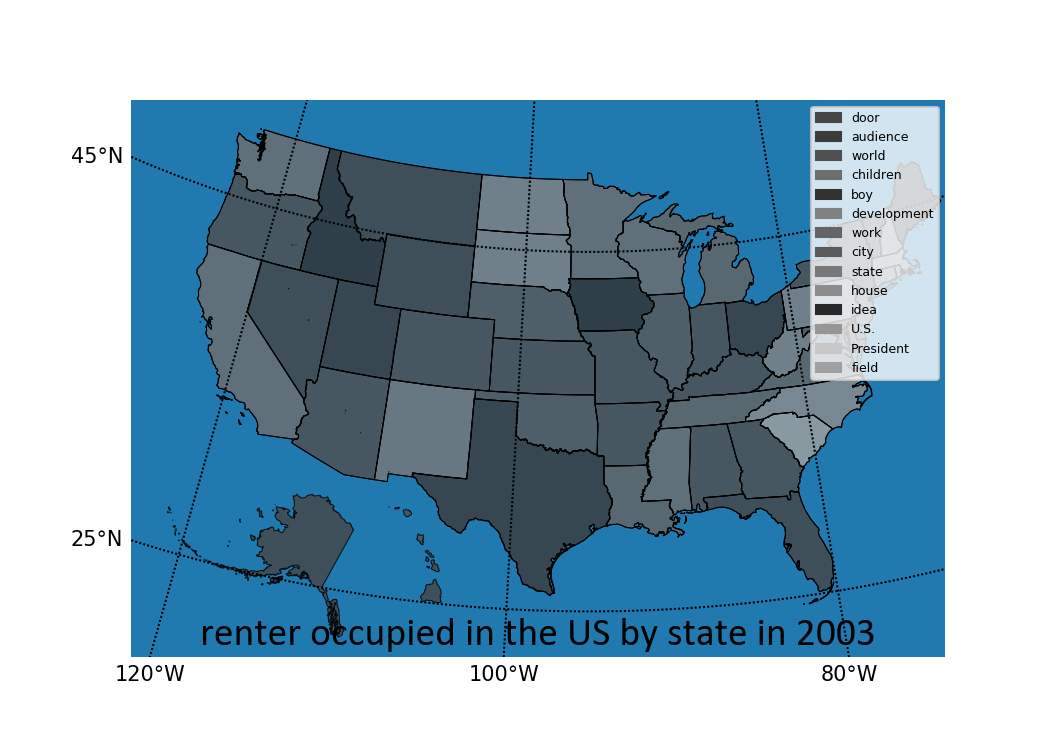 door
audience
world
children
boy
development
work
city
state
house
idea
U.S.
President
field
45°N
25°N
renter occupied in the US by state in 2003
120°W 100°W 80°W